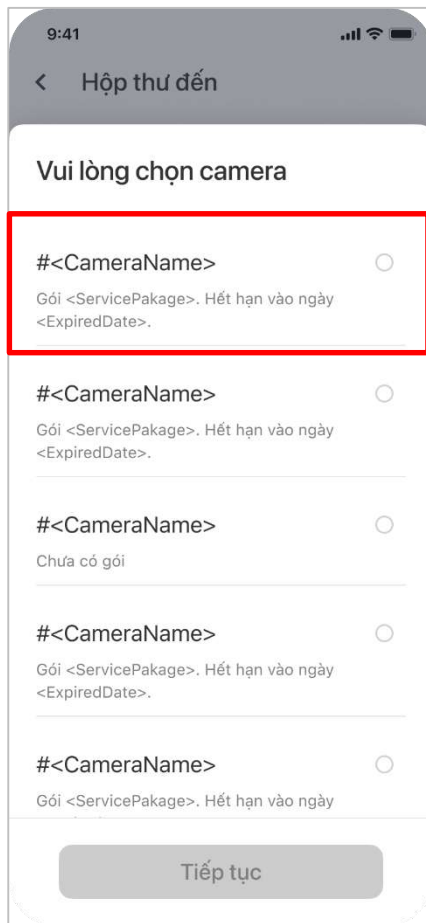 9:41
Hộp thư đến
Vui lòng chọn camera
#<CameraName>
Gói <ServicePakage>. Hết hạn vào ngày
<ExpiredDate>.
#<CameraName>
Gói <ServicePakage>. Hết hạn vào ngày
<ExpiredDate>.
#<CameraName>
Chưa có gói
#<CameraName>
Gói <ServicePakage>. Hết hạn vào ngày
<ExpiredDate>.
#<CameraName>
Gói <ServicePakage>. Hết hạn vào ngày
Tiếp tục